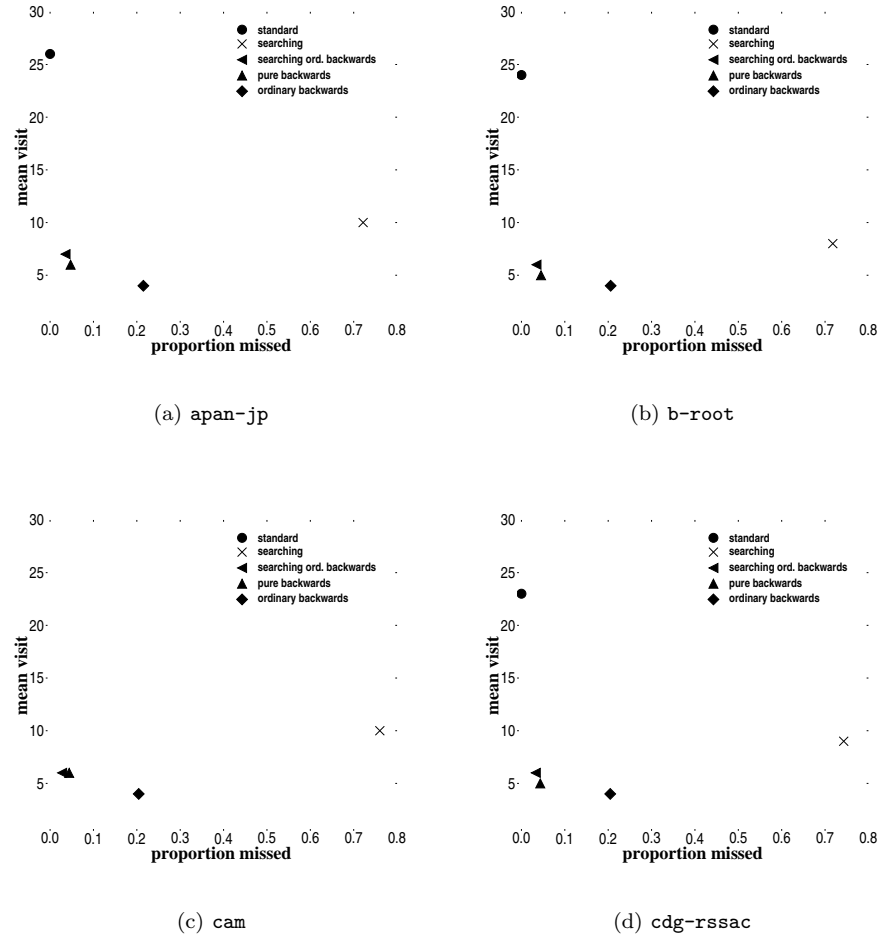 30
25
20
15
10
5
mean visit
standard
searching
searching ord. backwards
pure backwards
ordinary backwards
0.0 0.1 0.2 0.3 0.4 0.5 0.6 0.7 0.8
proportion missed
(a) apan-jp
30
25
20
15
10
5
mean visit
standard
searching
searching ord. backwards
pure backwards
ordinary backwards
0.0 0.1 0.2 0.3 0.4 0.5 0.6 0.7 0.8
proportion missed
(b) b-root
30
25
20
15
10
5
mean visit
standard
searching
searching ord. backwards
pure backwards
ordinary backwards
0.0 0.1 0.2 0.3 0.4 0.5 0.6 0.7 0.8
proportion missed
(c) cam
30
25
20
15
10
5
mean visit
standard
searching
searching ord. backwards
pure backwards
ordinary backwards
0.0 0.1 0.2 0.3 0.4 0.5 0.6 0.7 0.8
proportion missed
(d) cdg-rssac